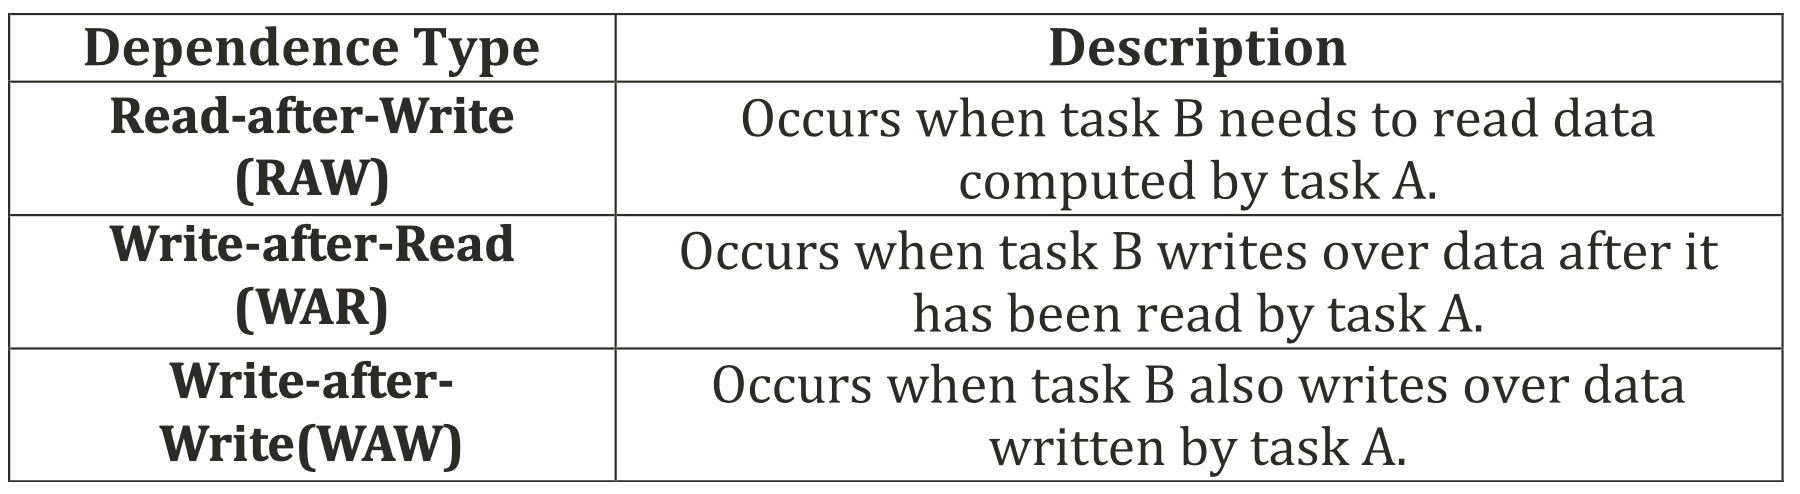 Dependence Type
Description
Read-after-Write
(RAW)
Occurs when task B needs to read data
computed by task A.
Write-after-Read
(WAR)
Occurs when task B writes over data after it
has been read by task A.
Write-after-
Write(WAW)
Occurs when task B also writes over data
written by task A.